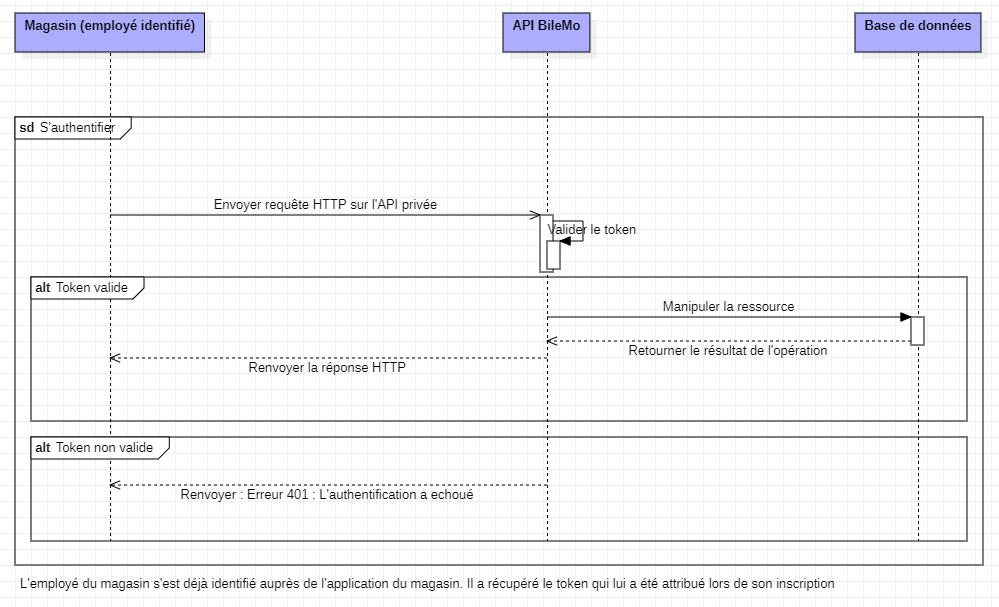 Magasin (employé identifié)
API BileMo
Base de données
sd S'authentifier
Envoyer requête HTTP sur l'API privée
Valider le token
alt Token valide
Manipuler la ressource
Retourner le résultat de l'opération
Renvoyer la réponse HTTP
alt Token non valide
Renvoyer : Erreur 401 : L'authentification a echoué
L'employé du magasin s'est déjà identifié auprès de l'application du magasin. Il a récupéré le token qui lui a été attribué lors de son inscription